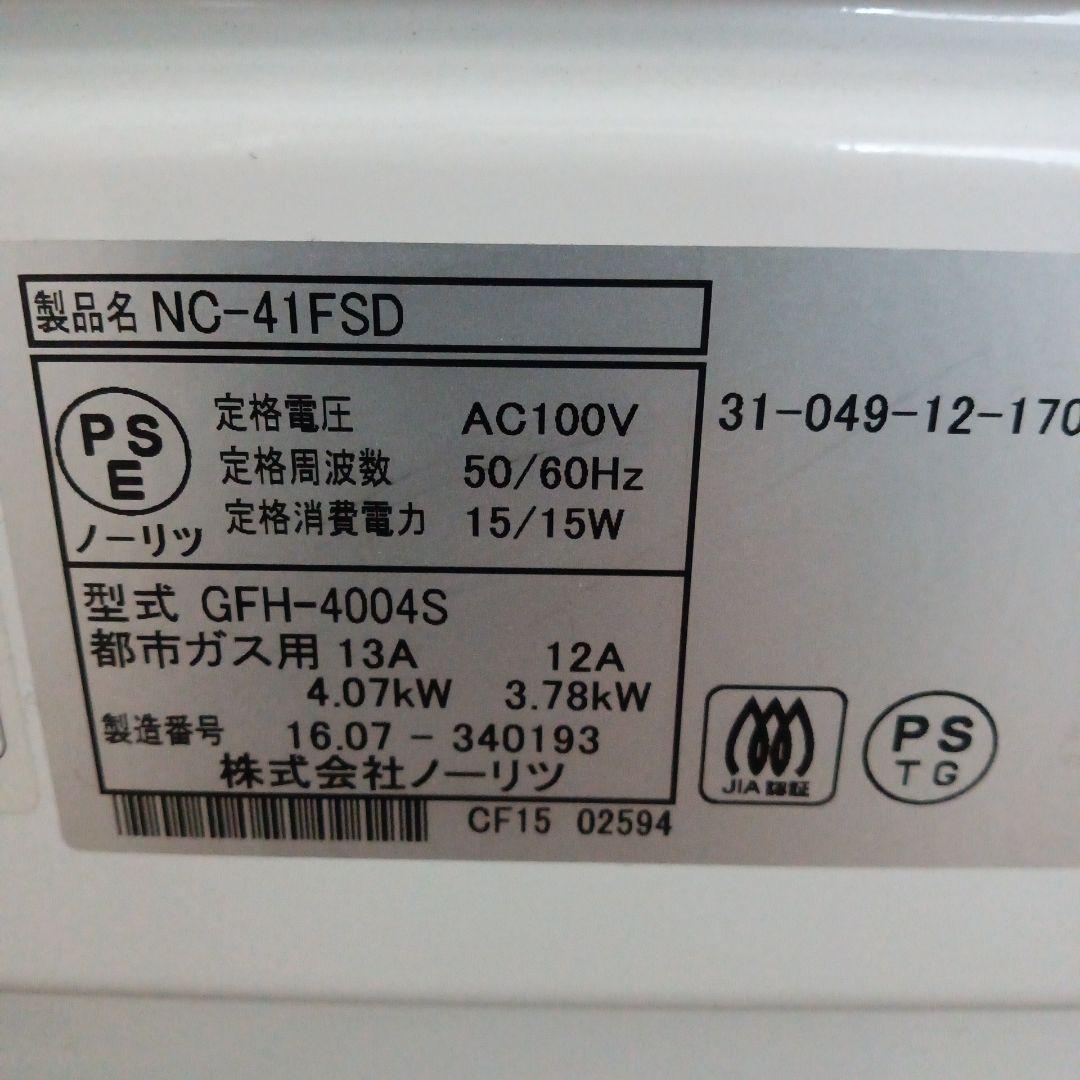 製品名 NC-41FSD
PS
E
ノーリツ
定格電圧 AC100V
定格周波数 50/60Hz
定格消費電力 15/15W
31-049-12-170
型式 GFH-4004S
都市ガス用 13A 12A
4.07kW 3.78kW
製造番号 16.07 - 340193
株式会社ノーリツ
CF15 02594
JIA 認証
PS
TG